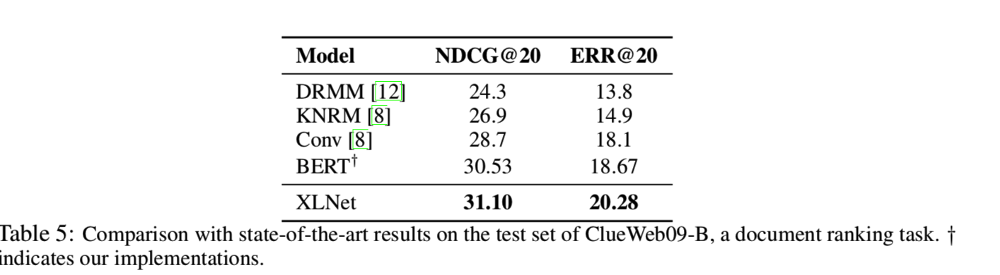 Model NDCG@20 ERR@20
DRMM [12] 24.3 13.8
KNRM [8] 26.9 14.9
Conv [8] 28.7 18.1
BERT† 30.53 18.67
XLNet 31.10 20.28
Table 5: Comparison with state-of-the-art results on the test set of ClueWeb09-B, a document ranking task. †
indicates our implementations.